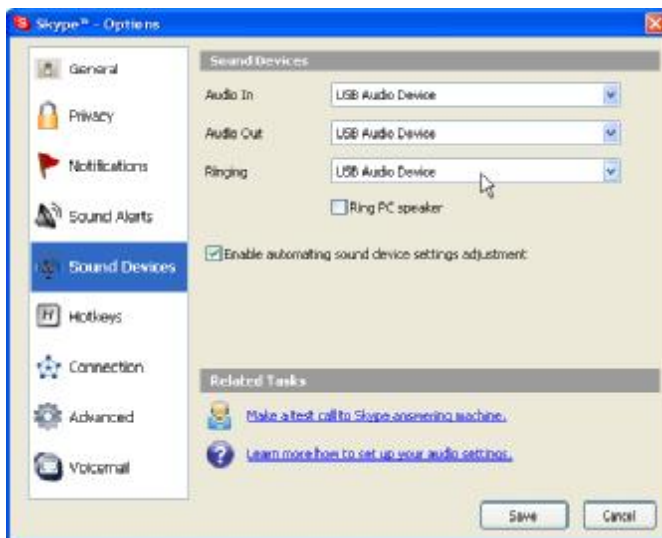 Skype™ - Options
General
Privacy
Notifications
Sound Alerts
Sound Devices
Hotkeys
Connection
Advanced
Voicemail
Sound Devices
Audio In
USB Audio Device
Audio Out
USB Audio Device
Ringing
USB Audio Device
Ring PC speaker
Enable automating sound device settings adjustment
Related Tasks
Make a test call to Skype answering machine.
Learn more how to set up your audio settings.
Save
Cancel